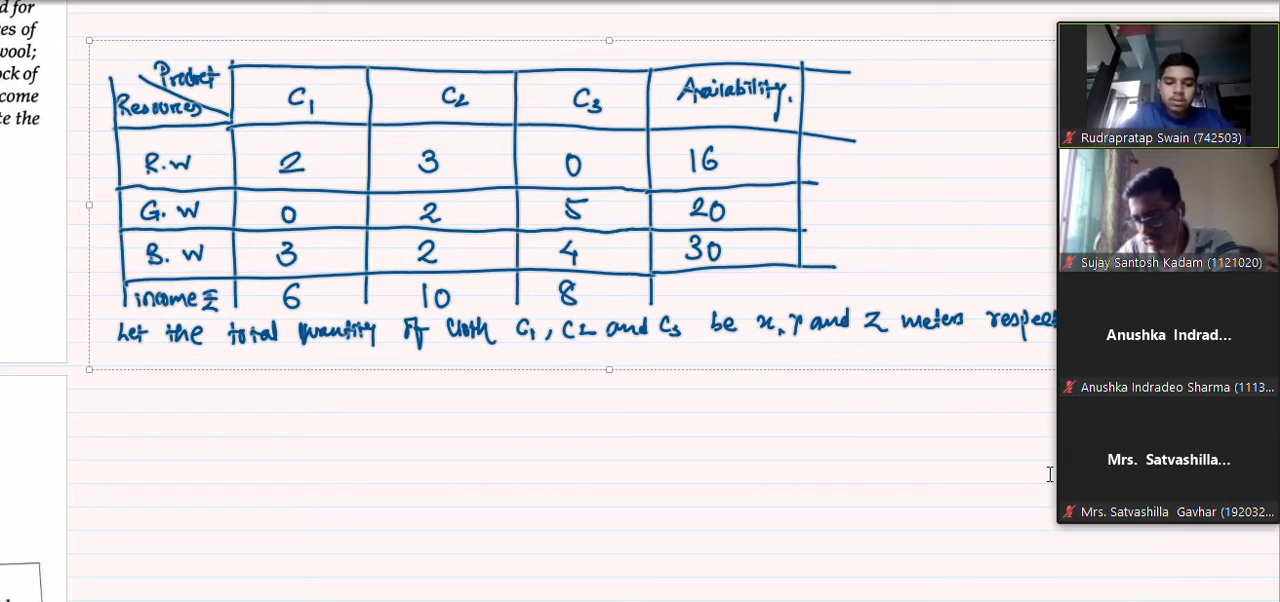 d for
es of
vool;
ck of
come
te the
Product
Resources C1 C2 C3 Availability.
R.W 2 3 0 16
G.W 0 2 5 20
B.W 3 2 4 30
income Z 6 10 8
Let the total quantity of cloth C1, C2 and C3 be x, y and Z meters respec
Rudrapratap Swain (742503)
Sujay Santosh Kadam (1121020)
Anushka Indrad...
Anushka Indradeo Sharma (1113...
Mrs. Satvashilla...
Mrs. Satvashilla Gavhar (192032...